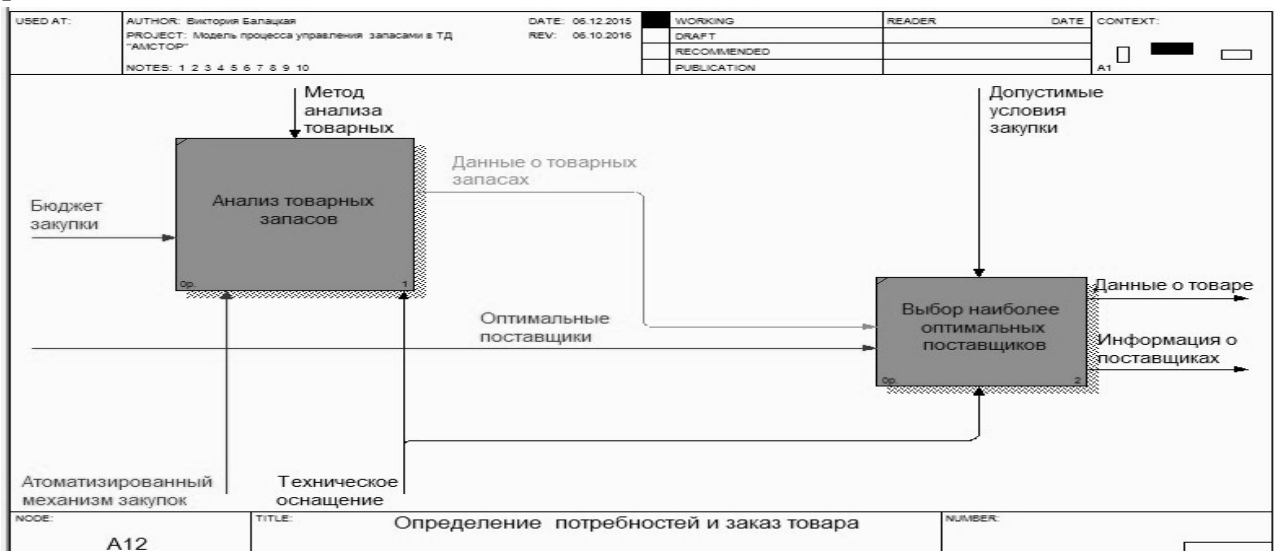 USED AT:
AUTHOR: Виктория Балацкая
DATE: 06.12.2015
PROJECT: Модель процесса управления запасами в ТД
REV: 06.10.2016
"АМСТОР"
NOTES: 1 2 3 4 5 6 7 8 9 10
WORKING
DRAFT
RECOMMENDED
PUBLICATION
READER
DATE
CONTEXT:
A1
Метод
анализа
товарных
Допустимые
условия
закупки
Данные о товарных
запасах
Бюджет
закупки
Анализ товарных
запасов
0р.
1
Оптимальные
поставщики
Выбор наиболее
оптимальных
поставщиков
0р.
2
Данные о товаре
Информация о
поставщиках
Атоматизированный
механизм закупок
Техническое
оснащение
NODE:
A12
TITLE:
Определение потребностей и заказ товара
NUMBER: